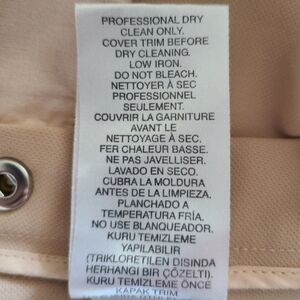 PROFESSIONAL DRY
CLEAN ONLY.
COVER TRIM BEFORE
DRY CLEANING.
LOW IRON.
DO NOT BLEACH.
NETTOYER À SEC
PROFESSIONNEL
SEULEMENT.
COUVRIR LA GARNITURE
AVANT LE
NETTOYAGE À SEC.
FER CHALEUR BASSE.
NE PAS JAVELLISER.
LAVADO EN SECO.
CUBRA LA MOLDURA
ANTES DE LA LIMPIEZA.
PLANCHADO A
TEMPERATURA FRÍA.
NO USE BLANQUEADOR.
KURU TEMIZLEME
YAPILABILIR
(TRIKLORETILEN DISINDA
HERHANGI BIR ÇÖZELTI).
KURU TEMIZLEME ÖNCE
KAPAK TRIM